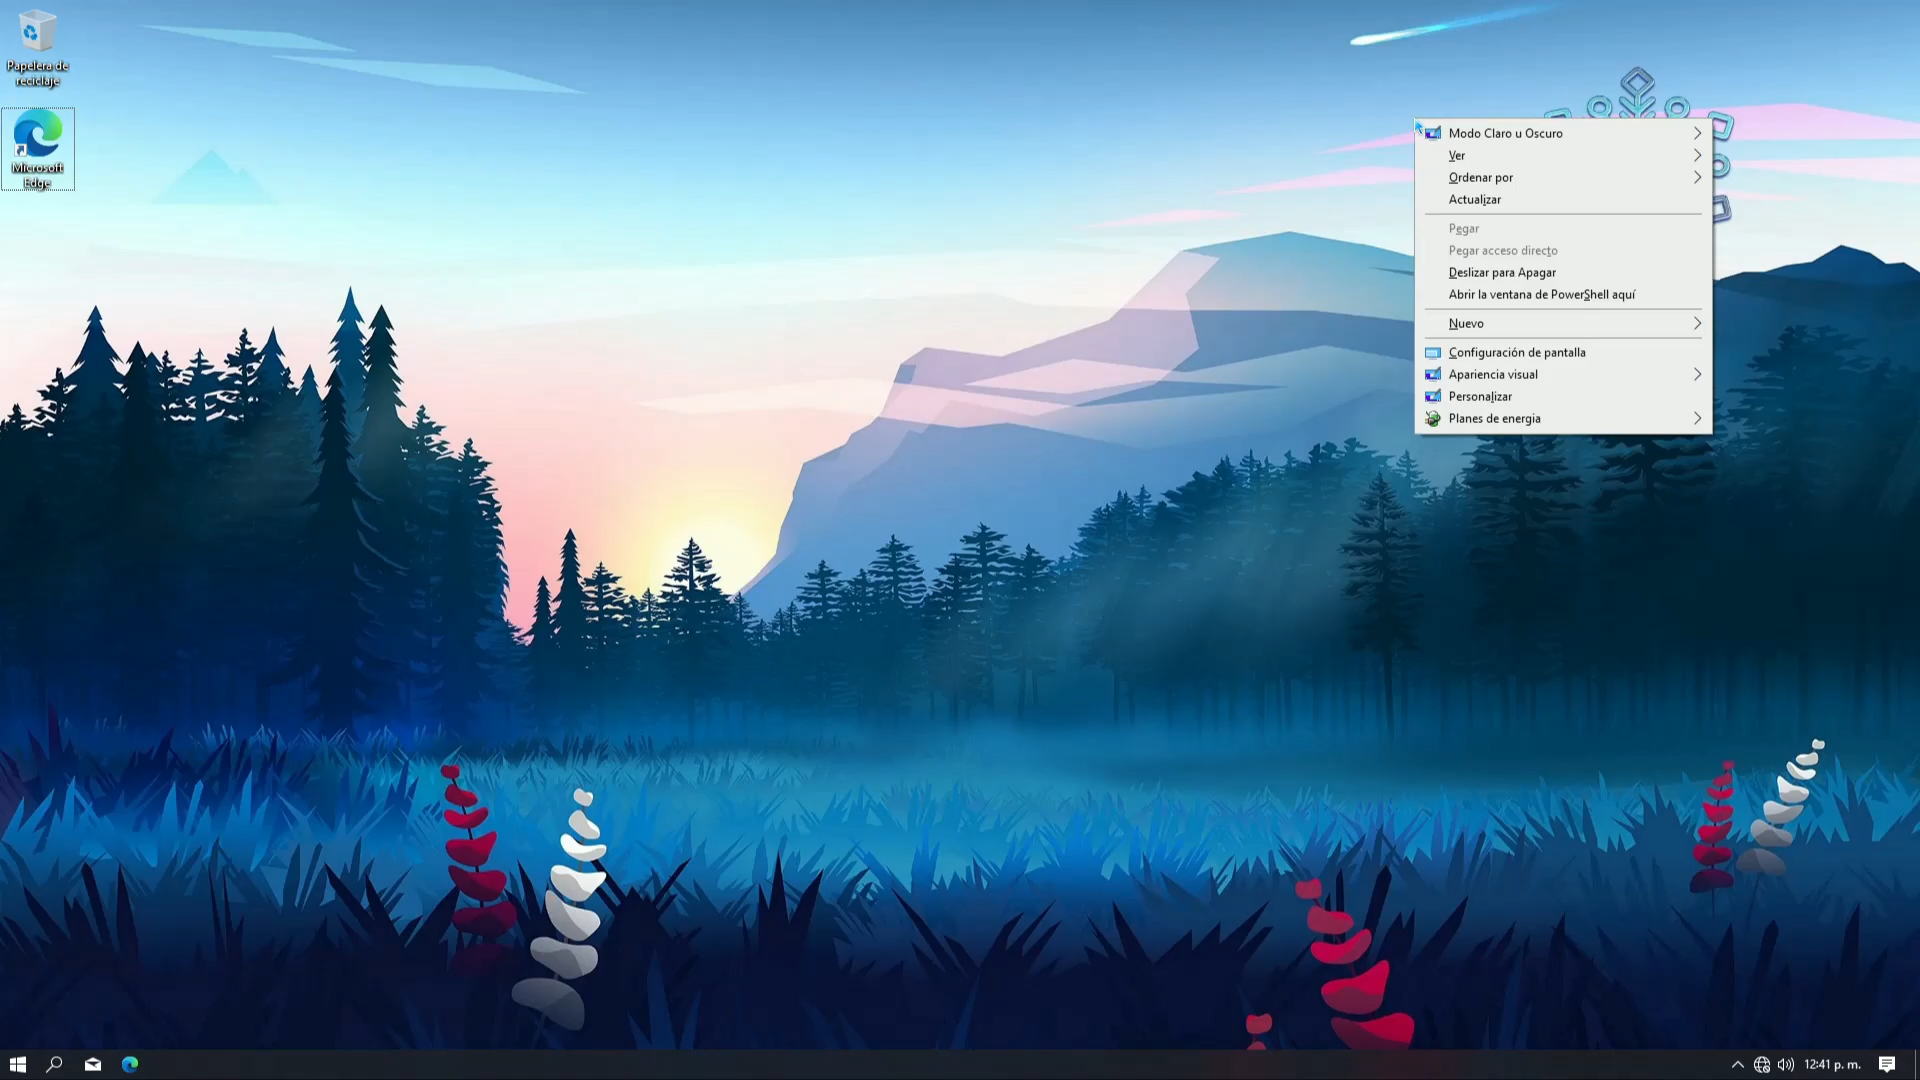 Papelera de
reciclaje
Microsoft
Edge
Modo Claro u Oscuro
Ver
Ordenar por
Actualizar
Pegar
Pegar acceso directo
Deslizar para Apagar
Abrir la ventana de PowerShell aquí
Nuevo
Configuración de pantalla
Apariencia visual
Personalizar
Planes de energia
12:41 p. m.